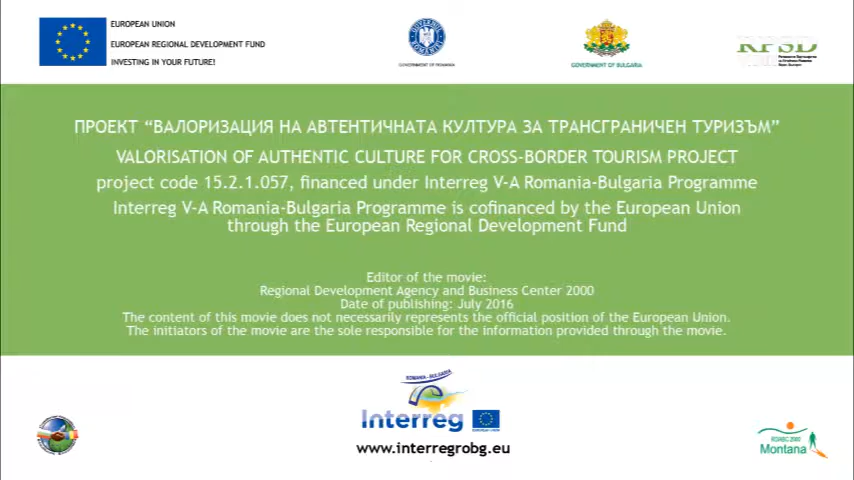 EUROPEAN UNION
EUROPEAN REGIONAL DEVELOPMENT FUND
INVESTING IN YOUR FUTURE!
GOVERNMENT OF ROMANIA
GOVERNMENT OF BULGARIA
ПРОЕКТ “ВАЛОРИЗАЦИЯ НА АВТЕНТИЧНАТА КУЛТУРА ЗА ТРАНСГРАНИЧЕН ТУРИЗЪМ”
VALORISATION OF AUTHENTIC CULTURE FOR CROSS-BORDER TOURISM PROJECT
project code 15.2.1.057, financed under Interreg V-A Romania-Bulgaria Programme
Interreg V-A Romania-Bulgaria Programme is cofinanced by the European Union
through the European Regional Development Fund
Editor of the movie:
Regional Development Agency and Business Center 2000
Date of publishing: July 2016
The content of this movie does not necessarily represents the official position of the European Union.
The initiators of the movie are the sole responsible for the information provided through the movie.
ROMANIA-BULGARIA
Interreg
EUROPEAN UNION
www.interregrobg.eu
Montana